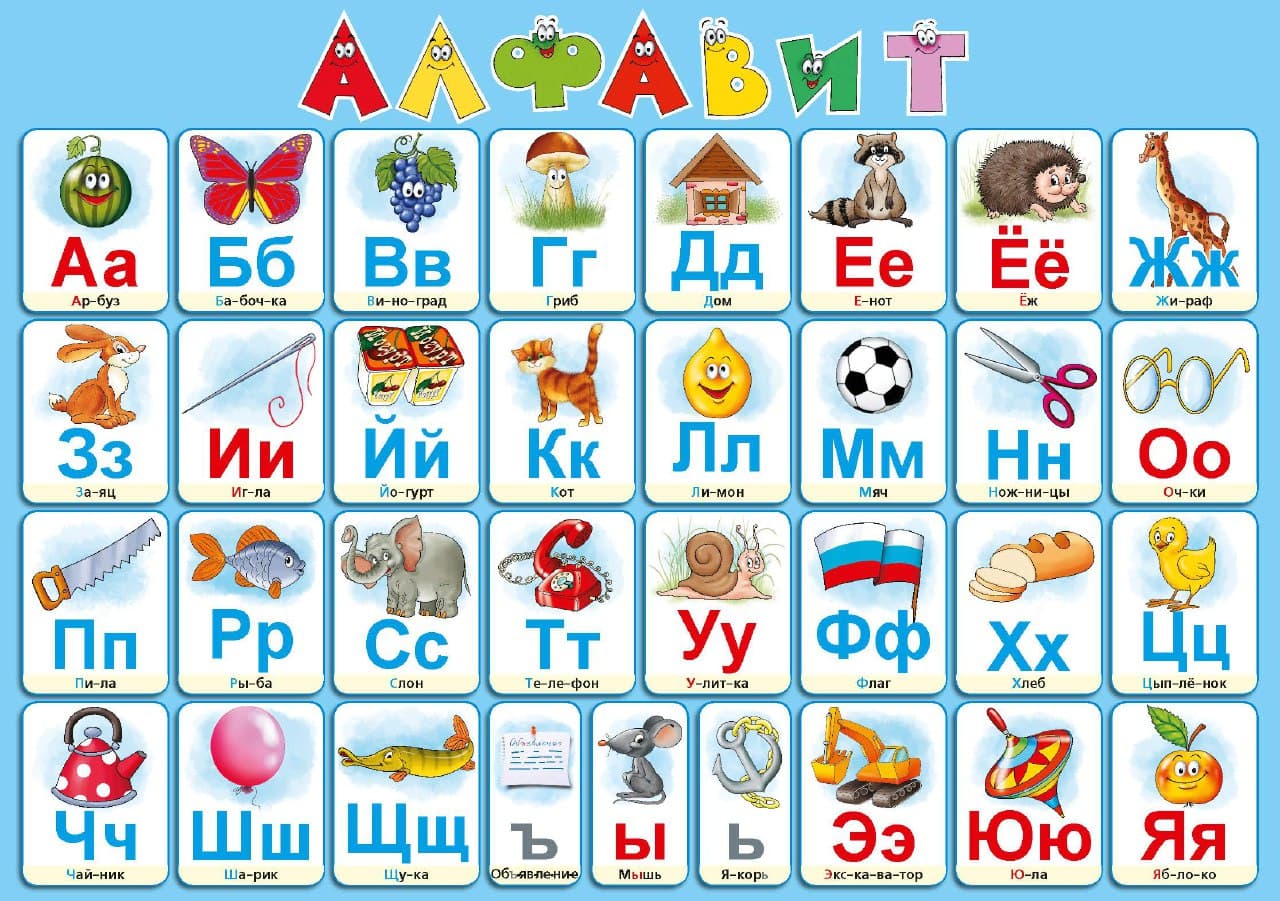 АЛФАВИТ
Аа Бб Вв Гг Дд Ее Ёё Жж
Ар-буз Ба-боч-ка Ви-но-град Гриб Дом Е-нот Ёж Жи-раф
Йогурт Йогурт
Зз Ии Йй Кк Лл Мм Нн Оо
За-яц Иг-ла Йо-гурт Кот Ли-мон Мяч Нож-ни-цы Оч-ки
Пп Рр Сс Тт Уу Фф Хх Цц
Пи-ла Ры-ба Слон Те-ле-фон У-лит-ка Флаг Хлеб Цып-лё-нок
Объявление
Чч Шш Щщ ъ ы ь Ээ Юю Яя
Чай-ник Ша-рик Щу-ка Объ-яв-ле-ние Мышь Я-корь Экс-ка-ва-тор Ю-ла Яб-ло-ко